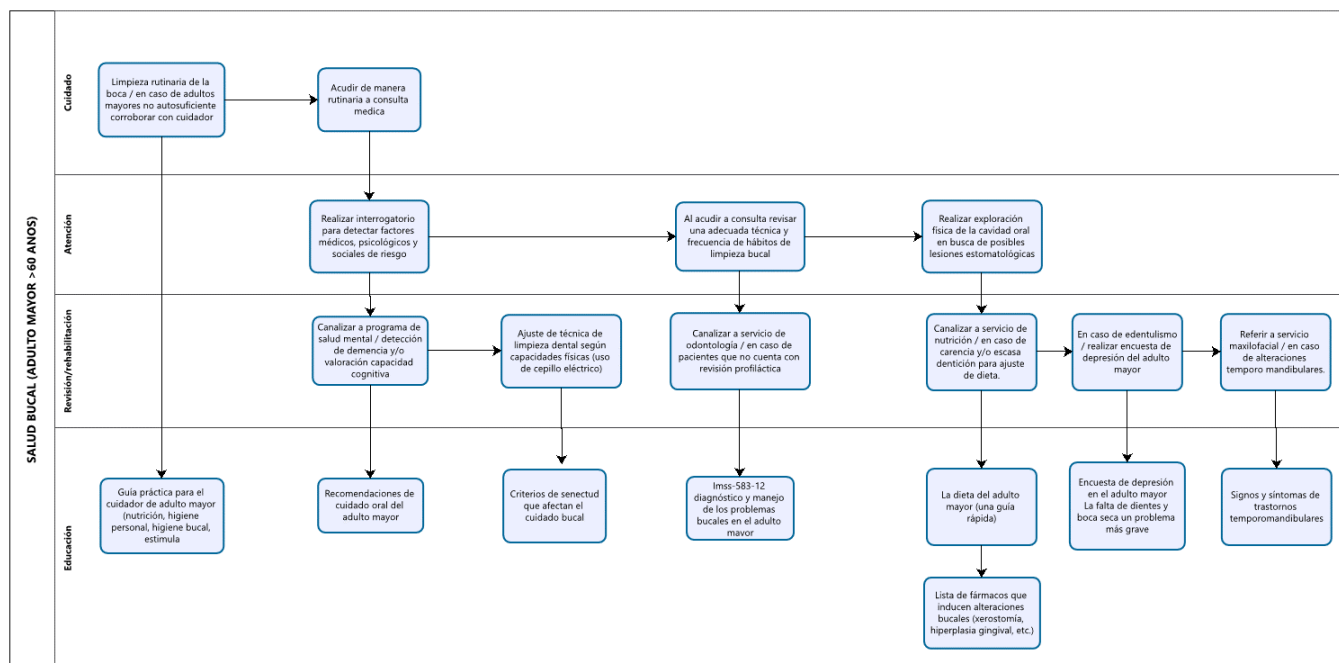 SALUD BUCAL (ADULTO MAYOR >60 ANOS)
Cuidado
Limpieza rutinaria de la
boca / en caso de adultos
mayores no autosuficiente
corroborar con cuidador
Acudir de manera
rutinaria a consulta
medica
Atención
Realizar interrogatorio
para detectar factores
médicos, psicológicos y
sociales de riesgo
Al acudir a consulta revisar
una adecuada técnica y
frecuencia de hábitos de
limpieza bucal
Realizar exploración
física de la cavidad oral
en busca de posibles
lesiones estomatológicas
Revisión/rehabilitación
Canalizar a programa de
salud mental / detección
de demencia y/o
valoración capacidad
cognitiva
Ajuste de técnica de
limpieza dental según
capacidades físicas (uso
de cepillo eléctrico)
Canalizar a servicio de
odontología / en caso de
pacientes que no cuenta con
revisión profiláctica
Canalizar a servicio de
nutrición / en caso de
carencia y/o escasa
dentición para ajuste
de dieta.
En caso de edentulismo
/ realizar encuesta de
depresión del adulto
mayor
Referir a servicio
maxilofacial / en caso
de alteraciones
temporo mandibulares.
Educación
Guía práctica para el
cuidador de adulto mayor
(nutrición, higiene
personal, higiene bucal,
estimula
Recomendaciones de
cuidado oral del
adulto mayor
Criterios de senectud
que afectan el
cuidado bucal
Imss-583-12
diagnóstico y manejo
de los problemas
bucales en el adulto
mayor
La dieta del adulto
mayor (una guía
rápida)
Encuesta de depresión
en el adulto mayor
La falta de dientes y
boca seca un problema
más grave
Signos y síntomas de
trastornos
temporomandibulares
Lista de fármacos que
inducen alteraciones
bucales (xerostomía,
hiperplasia gingival, etc.)